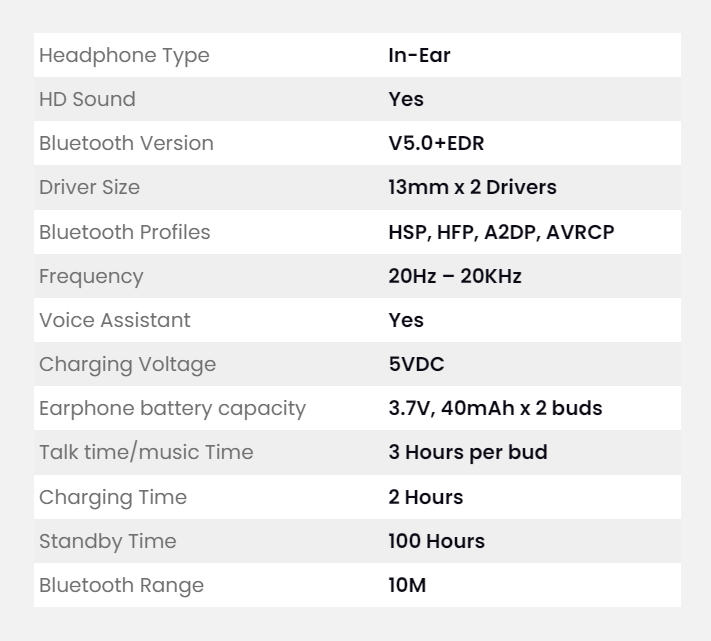 Headphone Type In-Ear
HD Sound Yes
Bluetooth Version V5.0+EDR
Driver Size 13mm x 2 Drivers
Bluetooth Profiles HSP, HFP, A2DP, AVRCP
Frequency 20Hz – 20KHz
Voice Assistant Yes
Charging Voltage 5VDC
Earphone battery capacity 3.7V, 40mAh x 2 buds
Talk time/music Time 3 Hours per bud
Charging Time 2 Hours
Standby Time 100 Hours
Bluetooth Range 10M